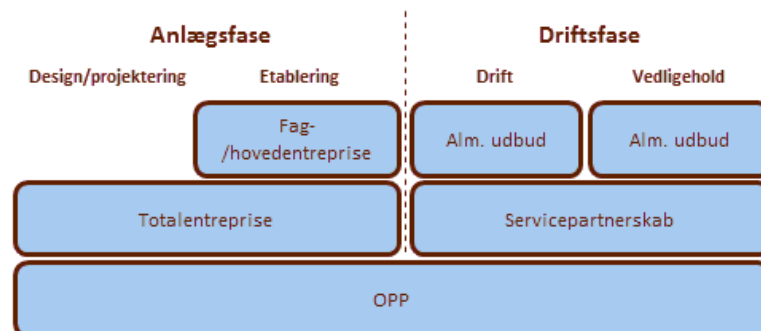 Anlægsfase
Driftsfase
Design/projektering
Etablering
Drift
Vedligehold
Fag-
/hovedentreprise
Alm. udbud
Alm. udbud
Totalentreprise
Servicepartnerskab
OPP